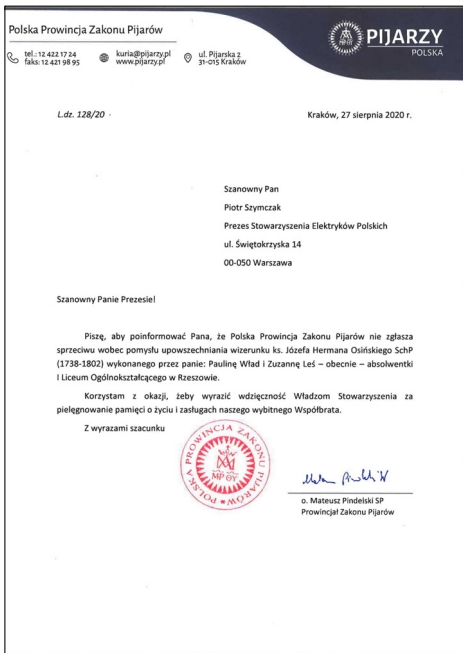 Polska Prowincja Zakonu Pijarów
PIJARZY
POLSKA
tel.: 12 422 17 24
faks: 12 421 98 95
kuria@pijarzy.pl
www.pijarzy.pl
ul. Pijarska 2
31-015 Kraków
L.dz. 128/20
Kraków, 27 sierpnia 2020 r.
Szanowny Pan
Piotr Szymczak
Prezes Stowarzyszenia Elektryków Polskich
ul. Świętokrzyska 14
00-050 Warszawa
Szanowny Panie Prezesie!
Piszę, aby poinformować Pana, że Polska Prowincja Zakonu Pijarów nie zgłasza
sprzeciwu wobec pomysłu upowszechniania wizerunku ks. Józefa Hermana Osińskiego SchP
(1738-1802) wykonanego przez panie: Paulinę Wład i Zuzannę Leś – obecnie – absolwentki
I Liceum Ogólnokształcącego w Rzeszowie.
Korzystam z okazji, żeby wyrazić wdzięczność Władzom Stowarzyszenia za
pielęgnowanie pamięci o życiu i zasługach naszego wybitnego Współbrata.
Z wyrazami szacunku
POLSKA PROWINCJA ZAKONU PIJARÓW
o. Mateusz Pindelski SP
Prowincjał Zakonu Pijarów